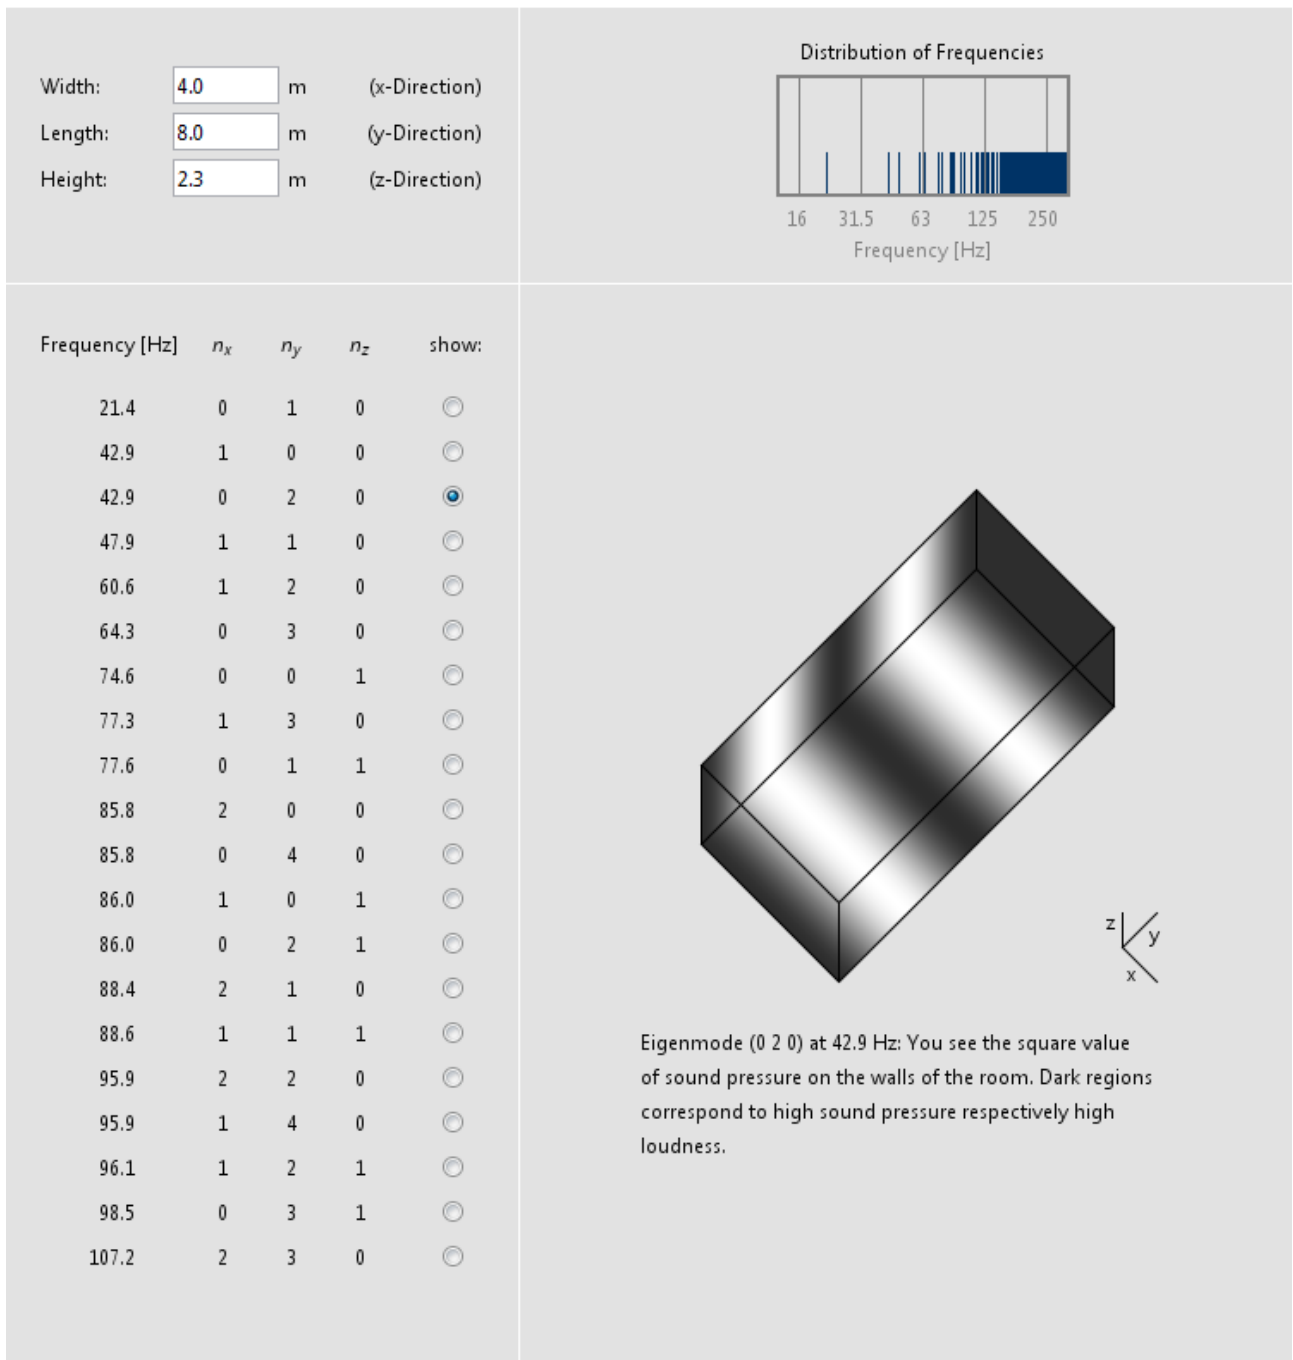 Width: 4.0 m (x-Direction)
Length: 8.0 m (y-Direction)
Height: 2.3 m (z-Direction)
Distribution of Frequencies
16 31.5 63 125 250
Frequency [Hz]
Frequency [Hz] nx ny nz show:
21.4 0 1 0
42.9 1 0 0
42.9 0 2 0
47.9 1 1 0
60.6 1 2 0
64.3 0 3 0
74.6 0 0 1
77.3 1 3 0
77.6 0 1 1
85.8 2 0 0
85.8 0 4 0
86.0 1 0 1
86.0 0 2 1
88.4 2 1 0
88.6 1 1 1
95.9 2 2 0
95.9 1 4 0
96.1 1 2 1
98.5 0 3 1
107.2 2 3 0
z
y
x
Eigenmode (0 2 0) at 42.9 Hz: You see the square value
of sound pressure on the walls of the room. Dark regions
correspond to high sound pressure respectively high
loudness.